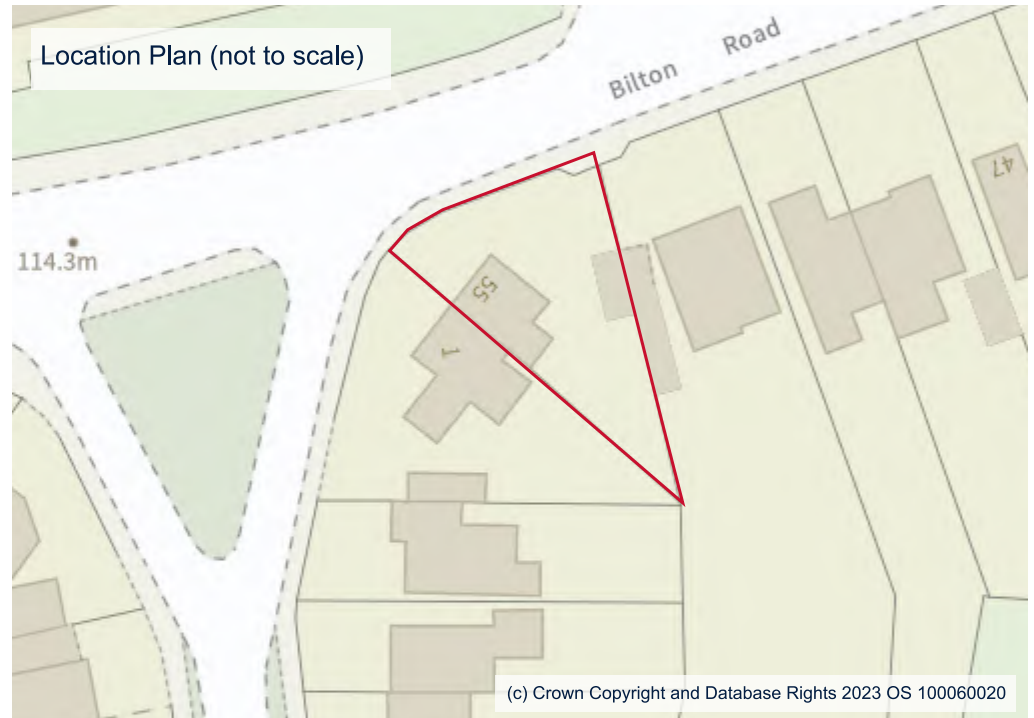 Location Plan (not to scale)
Bilton Road
114.3m
47
55
1
(c) Crown Copyright and Database Rights 2023 OS 100060020